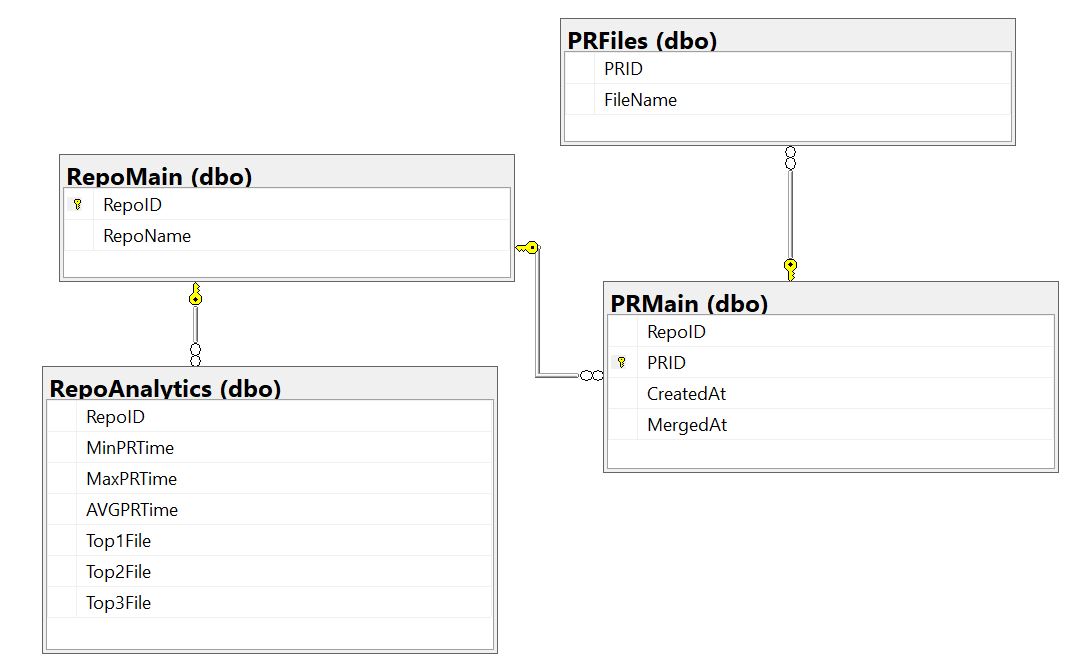 PRFiles (dbo)
PRID
FileName
RepoMain (dbo)
RepoID
RepoName
PRMain (dbo)
RepoID
PRID
CreatedAt
MergedAt
RepoAnalytics (dbo)
RepoID
MinPRTime
MaxPRTime
AVGPRTime
Top1File
Top2File
Top3File